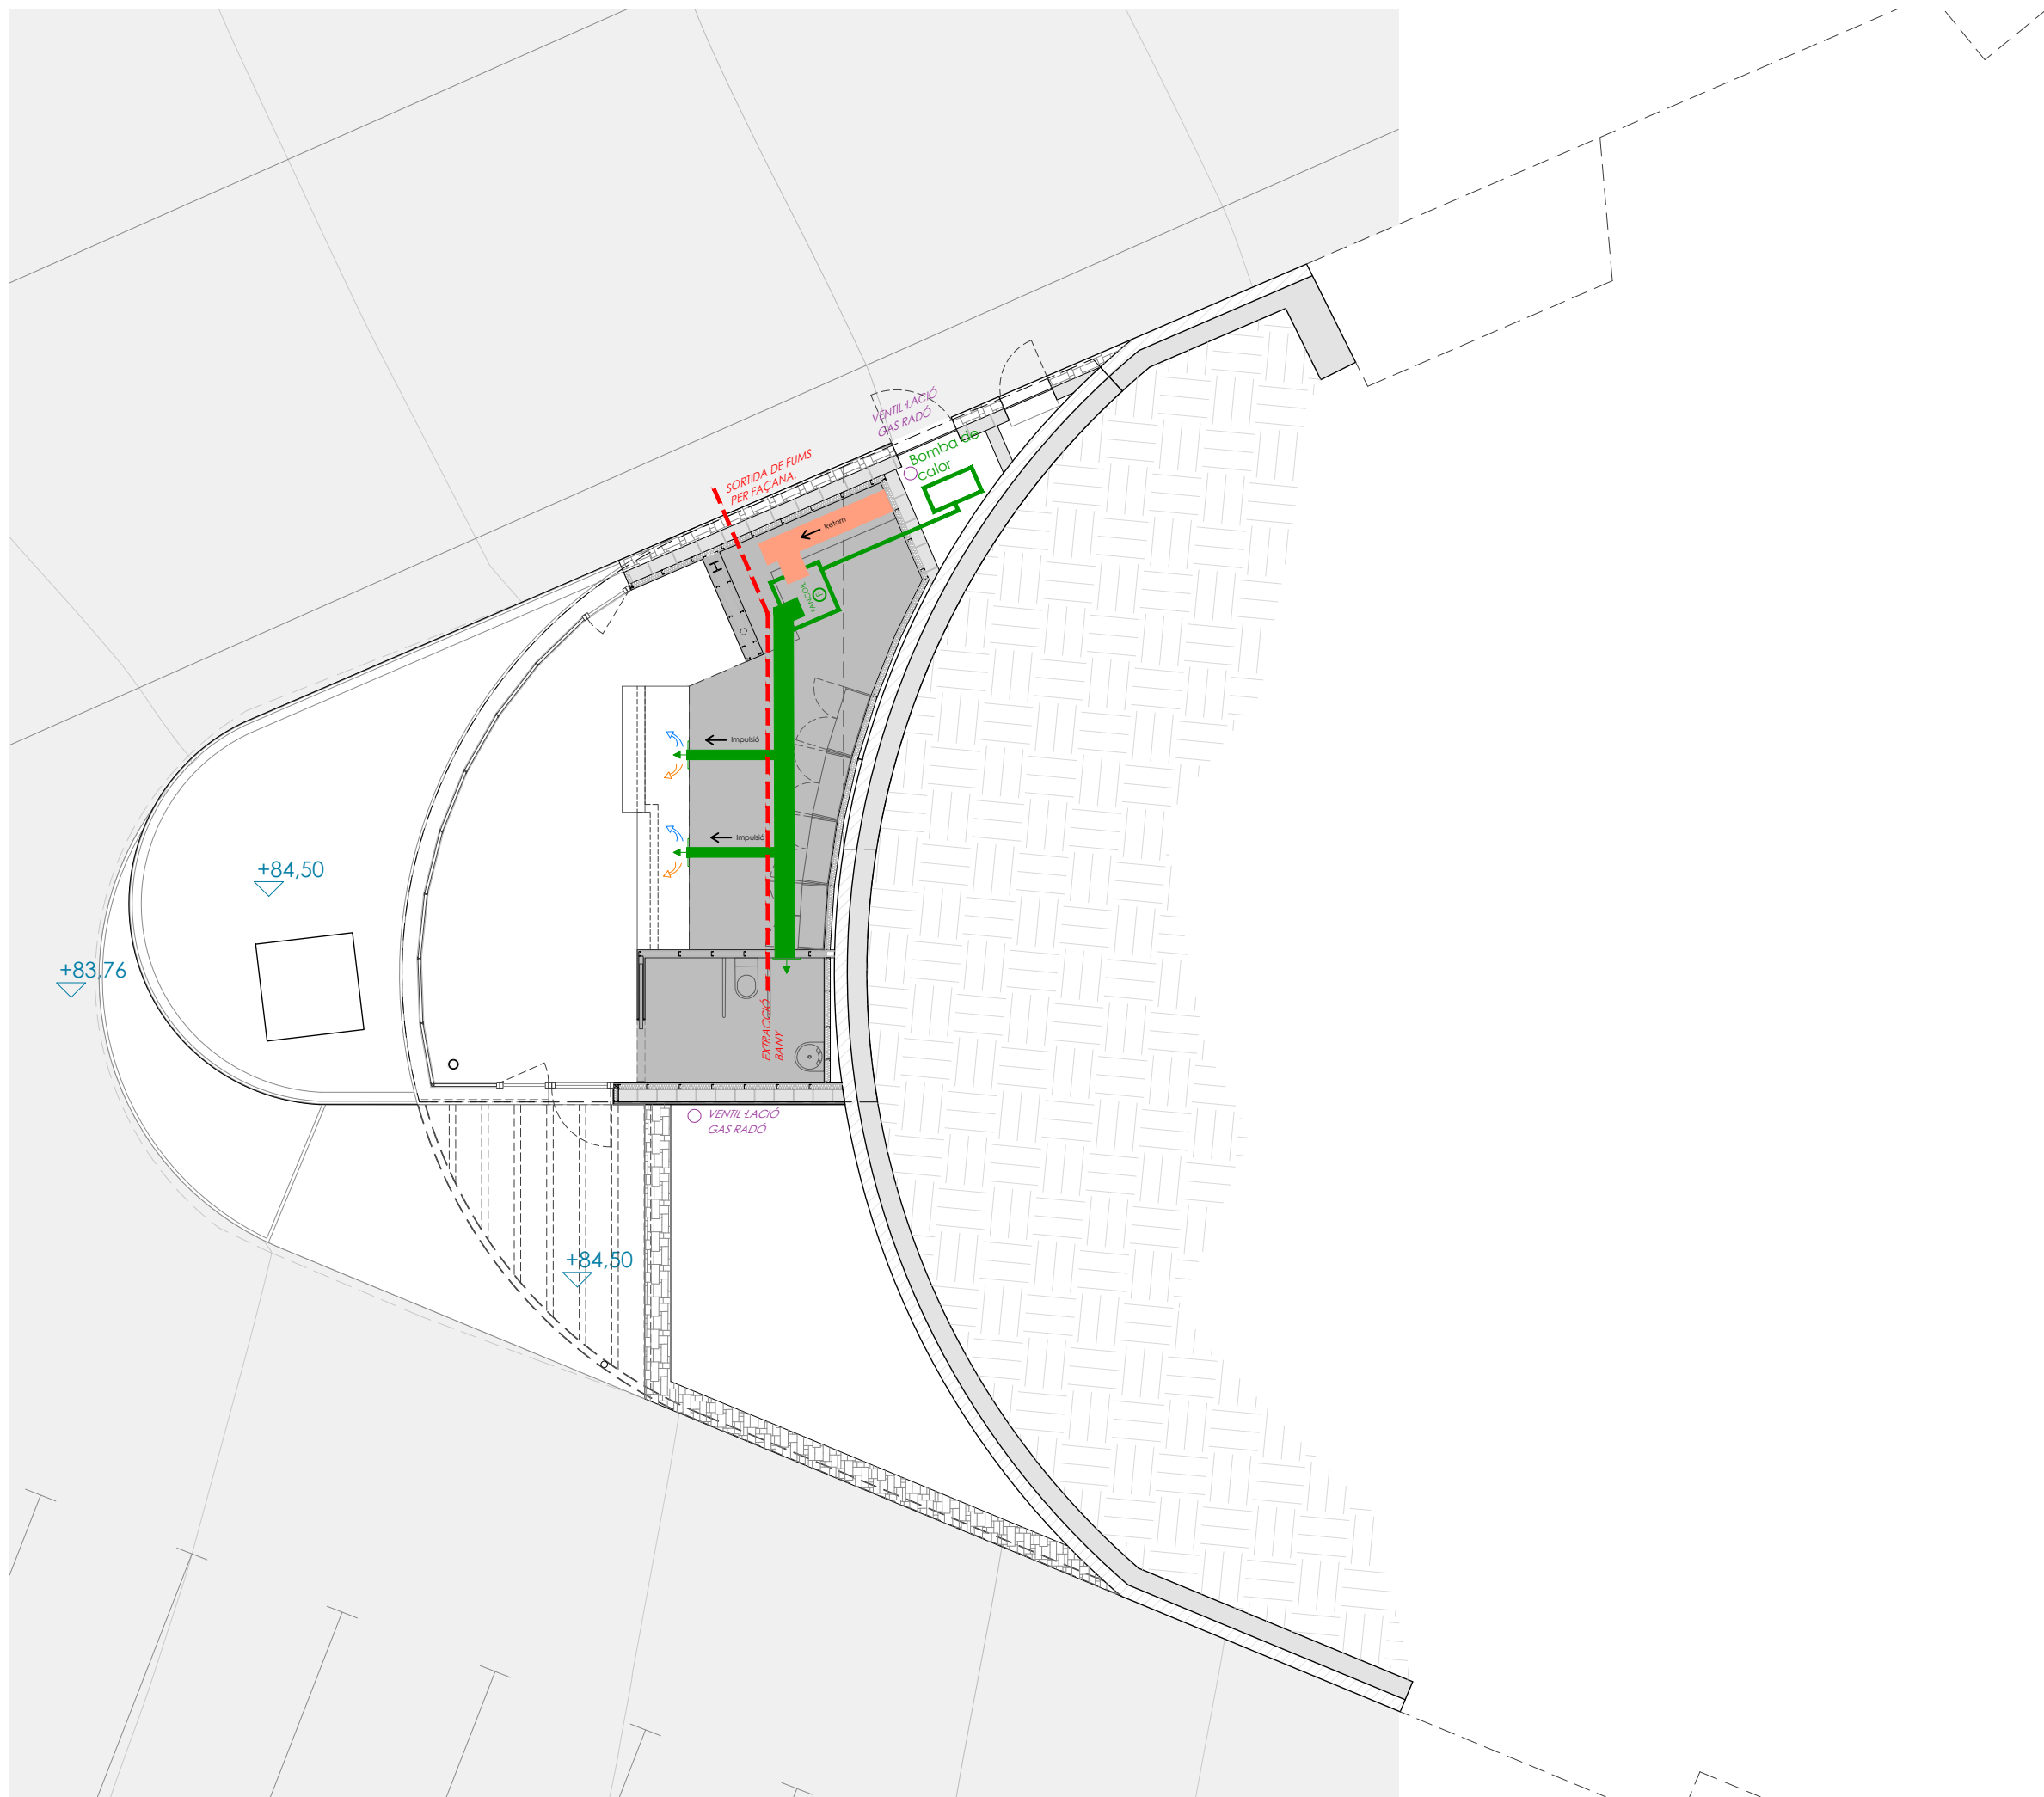 VENTIL·LACIÓ
GAS RADÓ
Bomba de
calor
SORTIDA DE FUMS
PER FAÇANA.
Retorn
FANCOIL
F
H
Impulsió
Impulsió
+84,50
+83,76
EXTRACCIÓ
BANY
VENTIL·LACIÓ
GAS RADÓ
+84,50